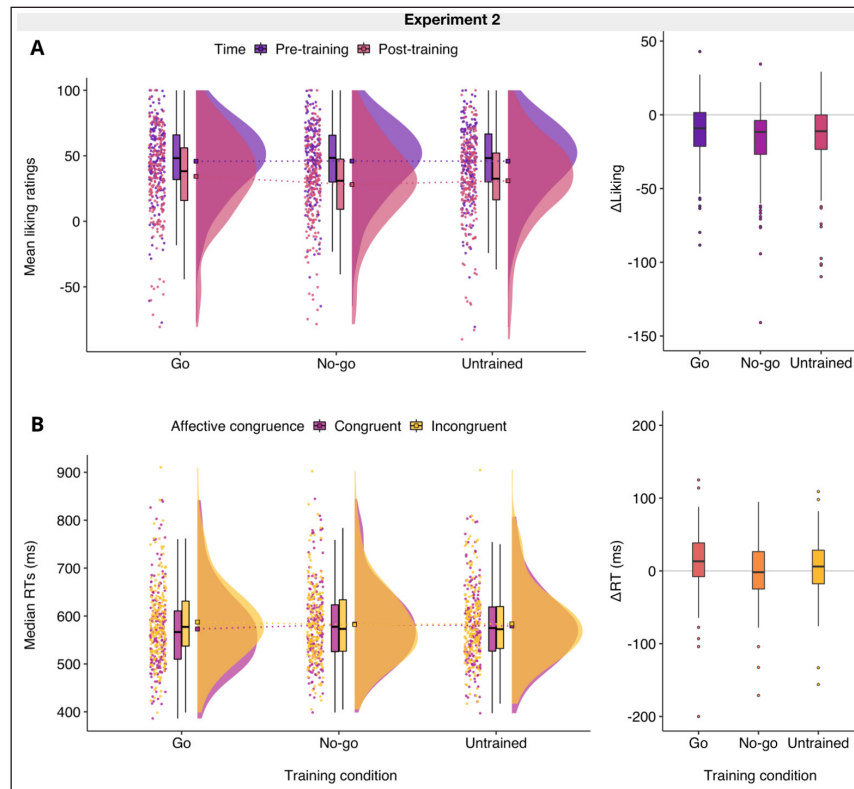 Experiment 2
A
Time Pre-training Post-training
Mean liking ratings
100
50
0
-50
Go No-go Untrained
ΔLiking
50
0
-50
-100
-150
Go No-go Untrained
B
Affective congruence Congruent Incongruent
Median RTs (ms)
900
800
700
600
500
400
Go No-go Untrained
Training condition
ΔRT (ms)
200
100
0
-100
-200
Go No-go Untrained
Training condition